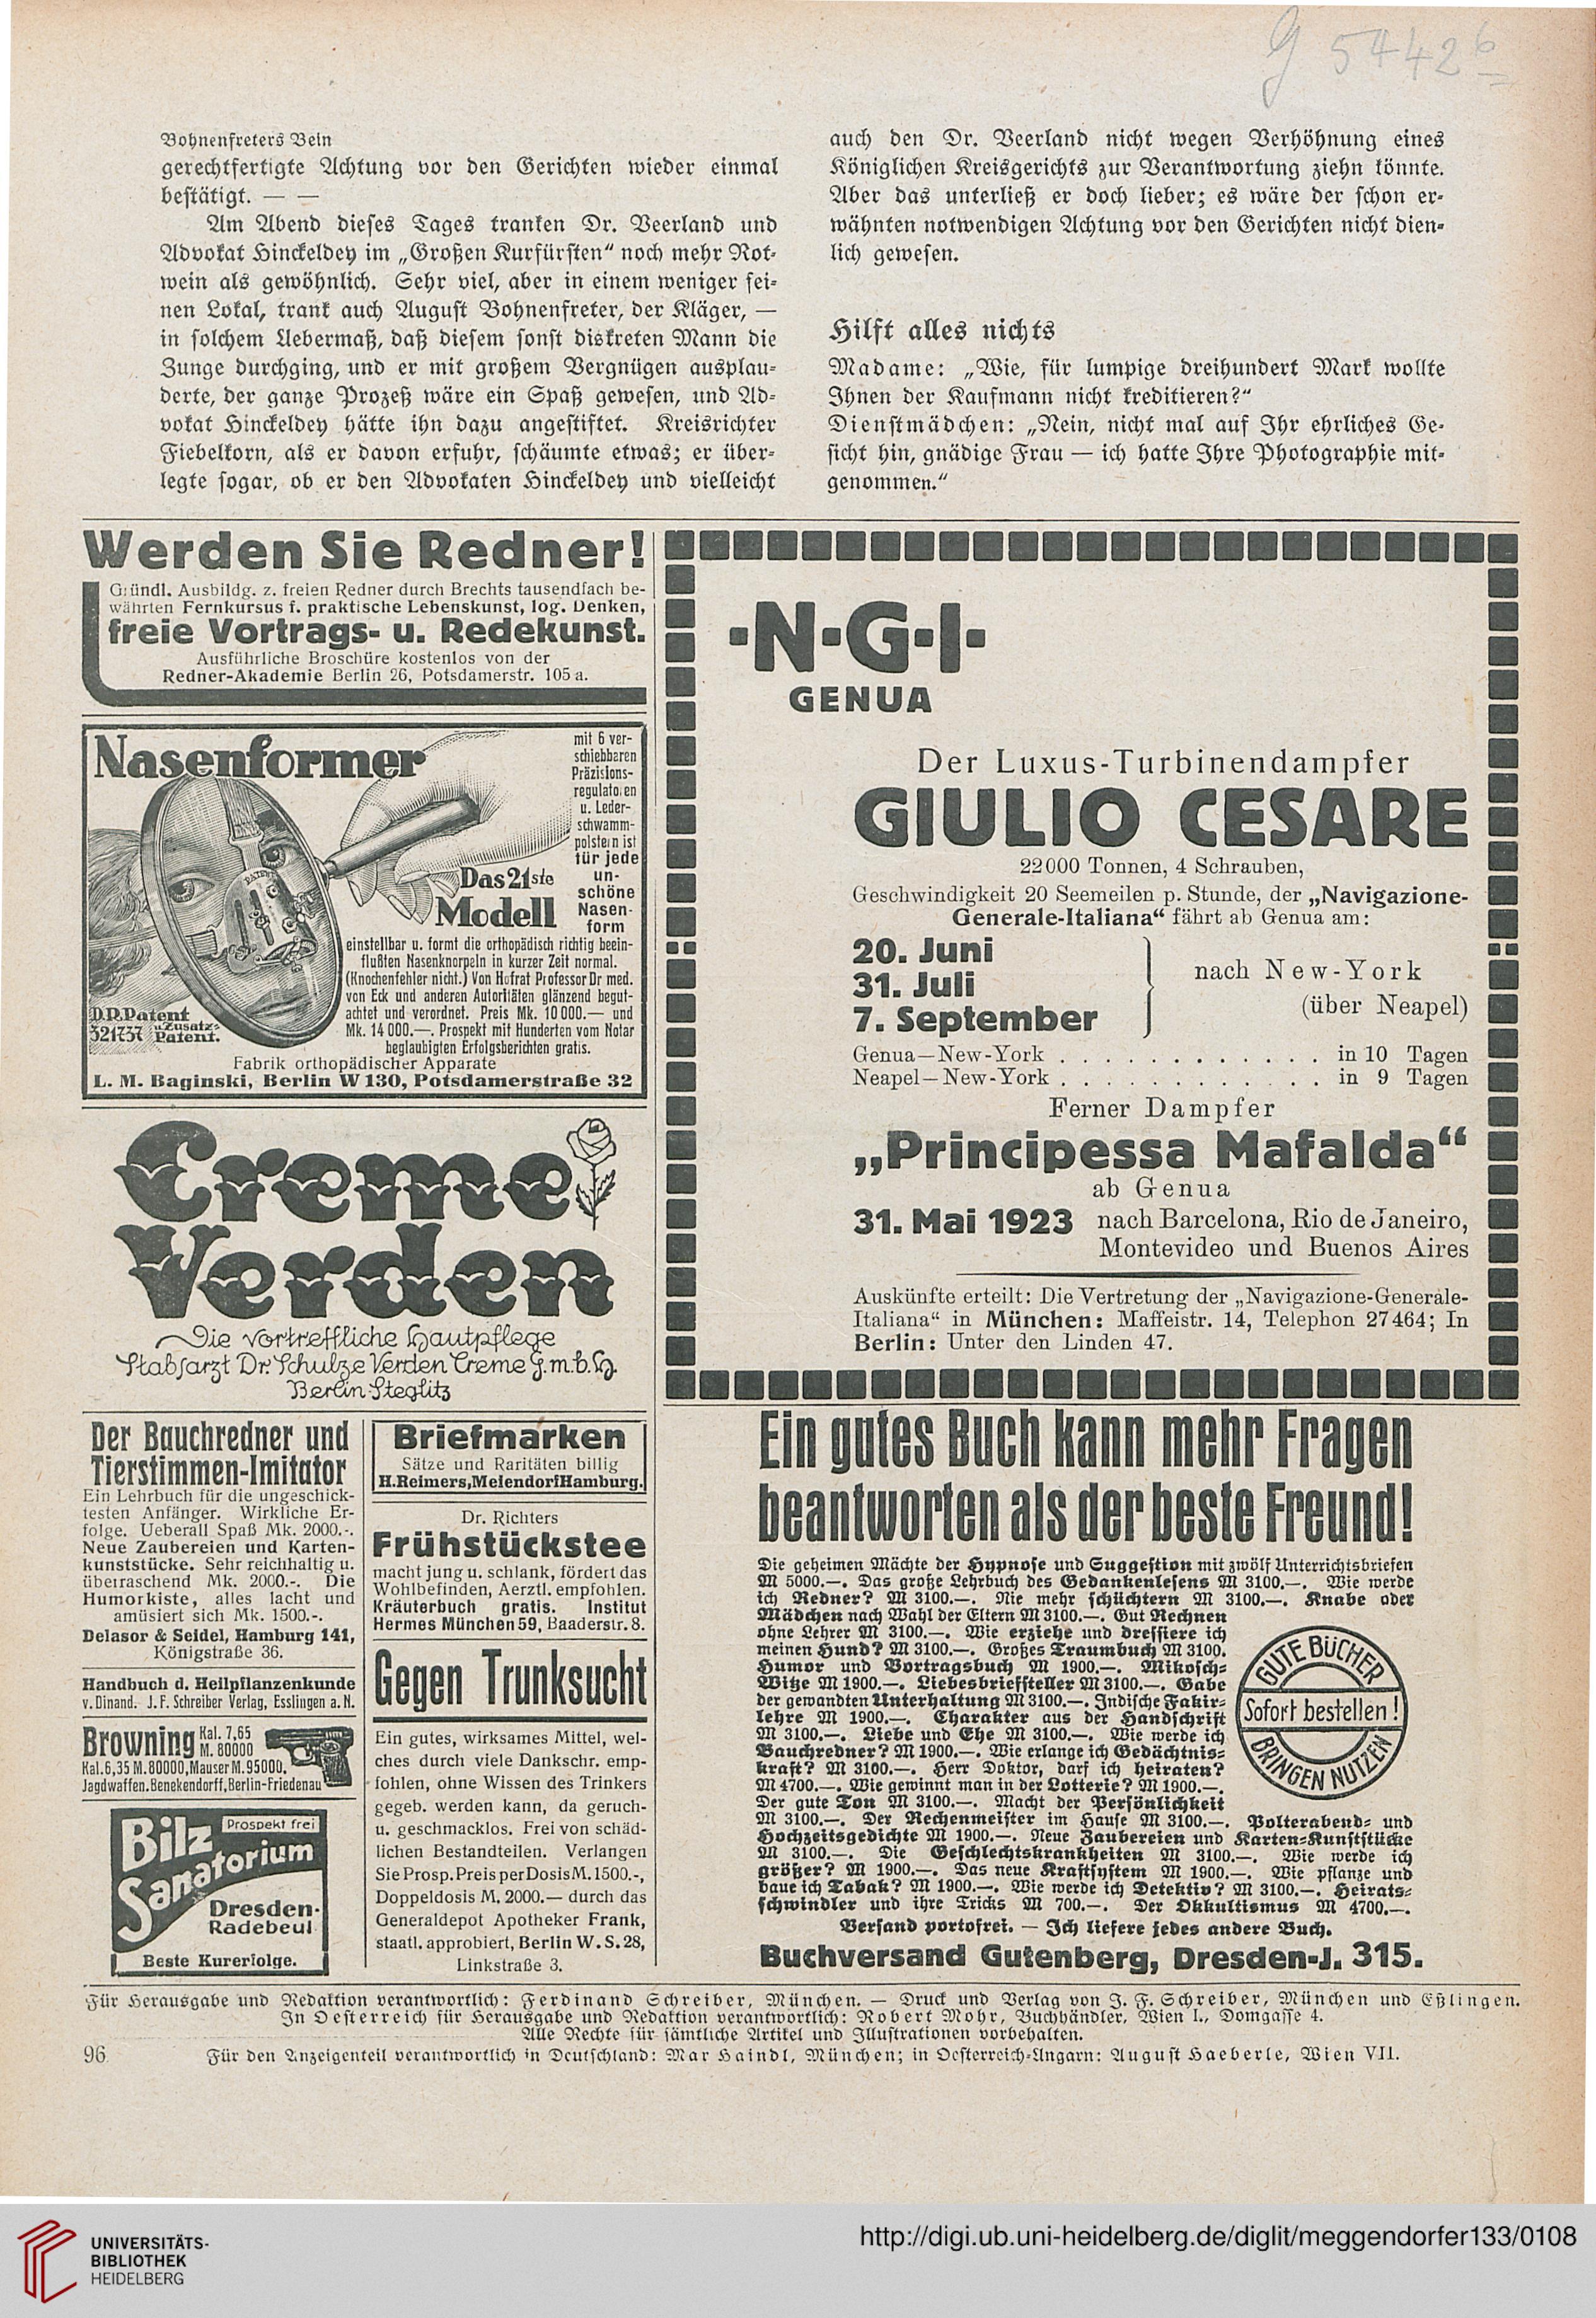 g 5442 b
Bohnenfreters Bein
gerechtfertigte Achtung vor den Gerichten wieder einmal
bestätigt. — —
Am Abend dieses Tages tranken Dr. Veerland und
Advokat Hinckeldey im „Großen Kurfürsten“ noch mehr Rot-
wein als gewöhnlich. Sehr viel, aber in einem weniger fei-
nen Lokal, trank auch August Bohnenfreter, der Kläger, —
in solchem Uebermaß, daß diesem sonst diskreten Mann die
Zunge durchging, und er mit großem Vergnügen ausplau-
derte, der ganze Prozeß wäre ein Spaß gewesen, und Ad-
vokat Hinckeldey hätte ihn dazu angestiftet. Kreisrichter
Fiebelkorn, als er davon erfuhr, schäumte etwas; er über-
legte sogar, ob er den Advokaten Hinckeldey und vielleicht
auch den Dr. Veerland nicht wegen Verhöhnung eines
Königlichen Kreisgerichts zur Verantwortung ziehn könnte.
Aber das unterließ er doch lieber; es wäre der schon er-
wähnten notwendigen Achtung vor den Gerichten nicht dien-
lich gewesen.
Hilft alles nichts
Madame: „Wie, für lumpige dreihundert Mark wollte
Ihnen der Kaufmann nicht kreditieren?“
Dienstmädchen: „Nein, nicht mal auf Ihr ehrliches Ge-
sicht hin, gnädige Frau — ich hatte Ihre Photographie mit-
genommen.“
Werden Sie Redner!
Gründl. Ausbildg. z. freien Redner durch Brechts tausendfach be-
währten Fernkursus f. praktische Lebenskunst, log. Denken,
freie Vortrags- u. Redekunst.
Ausführliche Broschüre kostenlos von der
Redner-Akademie Berlin 26, Potsdamerstr. 105 a.
Nasenformer
mit 6 ver-
schiebbaren
Präzisions-
regulatoren
u. Leder-
schwamm-
polstern ist
für jede
un-
schöne
Nasen-
form
PATENT
Das 21ste
Modell
einstellbar u. formt die orthopädisch richtig beein-
flußten Nasenknorpeln in kurzer Zeit normal.
(Knochenfehler nicht.) Von Hofrat Professor Dr med.
von Eck und anderen Autoritäten glänzend begut-
achtet und verordnet. Preis Mk. 10 000.— und
Mk. 14 000.—. Prospekt mit Hunderten vom Notar
beglaubigten Erfolgsberichten gratis.
D.R.Patent
321737 u. Zusatz-
Patent.
Fabrik orthopädischer Apparate
L. M. Baginski, Berlin W 130, Potsdamerstraße 32
Creme
Verden
Die vortreffliche Hautpflege
Stabsarzt Dr. Schulze Verden Creme G.m.b.H.
Berlin-Steglitz
·N·G·I·
GENUA
Der Luxus-Turbinendampfer
GIULIO CESARE
22 000 Tonnen, 4 Schrauben,
Geschwindigkeit 20 Seemeilen p. Stunde, der „Navigazione-
Generale-Italiana“ fährt ab Genua am:
20. Juni
31. Juli
7. September
nach New-York
(über Neapel)
Genua—New-York . . . . . . . . . . . . . in 10 Tagen
Neapel—New-York . . . . . . . . . . . . . in 9 Tagen
Ferner Dampfer
„Principessa Mafalda“
ab Genua
31. Mai 1923 nach Barcelona, Rio de Janeiro,
Montevideo und Buenos Aires
Auskünfte erteilt: Die Vertretung der „Navigazione-Generale-
Italiana“ in München: Maffeistr. 14, Telephon 27 464; In
Berlin: Unter den Linden 47.
Der Bauchredner und
Tierstimmen-Imitator
Ein Lehrbuch für die ungeschick-
testen Anfänger. Wirkliche Er-
folge. Ueberall Spaß Mk. 2000.-.
Neue Zaubereien und Karten-
kunststücke. Sehr reichhaltig u.
überraschend Mk. 2000.-. Die
Humorkiste, alles lacht und
amüsiert sich Mk. 1500.-.
Delasor & Seidel, Hamburg 141,
Königstraße 36.
Handbuch d. Heilpflanzenkunde
v. Dinand. J. F. Schreiber Verlag, Esslingen a. N.
Browning Kal. 7,65
M. 80000
Kal. 6,35 M. 80000, Mauser M. 95000.
Jagdwaffen. Benekendorff, Berlin-Friedenau
Bilz
Prospekt frei
Sanatorium
Dresden-
Radebeul
Beste Kurerfolge.
Briefmarken
Sätze und Raritäten billig
H. Reimers, Meiendorf Hamburg.
Dr. Richters
Frühstückstee
macht jung u. schlank, fördert das
Wohlbefinden, Aerztl. empfohlen.
Kräuterbuch gratis. Institut
Hermes München 59, Baaderstr. 8.
Gegen Trunksucht
Ein gutes, wirksames Mittel, wel-
ches durch viele Dankschr. emp-
fohlen, ohne Wissen des Trinkers
gegeb. werden kann, da geruch-
u. geschmacklos. Frei von schäd-
lichen Bestandteilen. Verlangen
Sie Prosp. Preis per Dosis M. 1500.-,
Doppeldosis M. 2000.— durch das
Generaldepot Apotheker Frank,
staatl. approbiert, Berlin W. S. 28,
Linkstraße 3.
Ein gutes Buch kann mehr Fragen
beantworten als der beste Freund!
Die geheimen Mächte der Hypnose und Suggestion mit zwölf Unterrichtsbriefen
M 5000.—. Das große Lehrbuch des Gedankenlesens M 3100.—. Wie werde
ich Redner? M 3100.—. Nie mehr schüchtern M 3100.—. Knabe oder
Mädchen nach Wahl der Eltern M 3100.—. Gut Rechnen
ohne Lehrer M 3100.—. Wie erziehe und dressiere ich
meinen Hund? M 3100.—. Großes Traumbuch M 3100.
Humor und Vortragsbuch M 1900.—. Mikosch-
Witze M 1900.—. Liebesbriefsteller M 3100.—. Gabe
der gewandten Unterhaltung M 3100.—. Indische Fakir-
lehre M 1900.—. Charakter aus der Handschrift
M 3100.—. Liebe und Ehe M 3100.—. Wie werde ich
Bauchredner? M 1900.—. Wie erlange ich Gedächtnis-
kraft? M 3100.—. Herr Doktor, darf ich heiraten?
M 4700.—. Wie gewinnt man in der Lotterie? M 1900.—.
Der gute Ton M 3100.—. Macht der Persönlichkeit
M 3100.—. Der Rechenmeister im Hause M 3100.—. Polterabend- und
Hochzeitsgedichte M 1900.—. Neue Zaubereien und Karten-Kunststücke
M 3100.—. Die Geschlechtskrankheiten M 3100.—. Wie werde ich
größer? M 1900.—. Das neue Kraftsystem M 1900.—. Wie pflanze und
baue ich Tabak? M 1900.—. Wie werde ich Detektiv? M 3100.—. Heirats-
schwindler und ihre Tricks M 700.—. Der Okkultismus M 4700.—.
Versand portofrei. — Ich liefere jedes andere Buch.
Buchversand Gutenberg, Dresden-J. 315.
GUTE BÜCHER
Sofort bestellen!
BRINGEN NUTZEN
Für Herausgabe und Redaktion verantwortlich: Ferdinand Schreiber, München. — Druck und Verlag von J. F. Schreiber, München und Eßlingen.
In Oesterreich für Herausgabe und Redaktion verantwortlich: Robert Mohr, Buchhändler, Wien I., Domgasse 4.
Alle Rechte für sämtliche Artikel und Illustrationen vorbehalten.
96 Für den Anzeigenteil verantwortlich in Deutschland: Max Haindl, München; in Oesterreich-Ungarn: August Haeberle, Wien VII.
UNIVERSITÄTS-
BIBLIOTHEK
HEIDELBERG
http://digi.ub.uni-heidelberg.de/diglit/meggendorfer133/0108